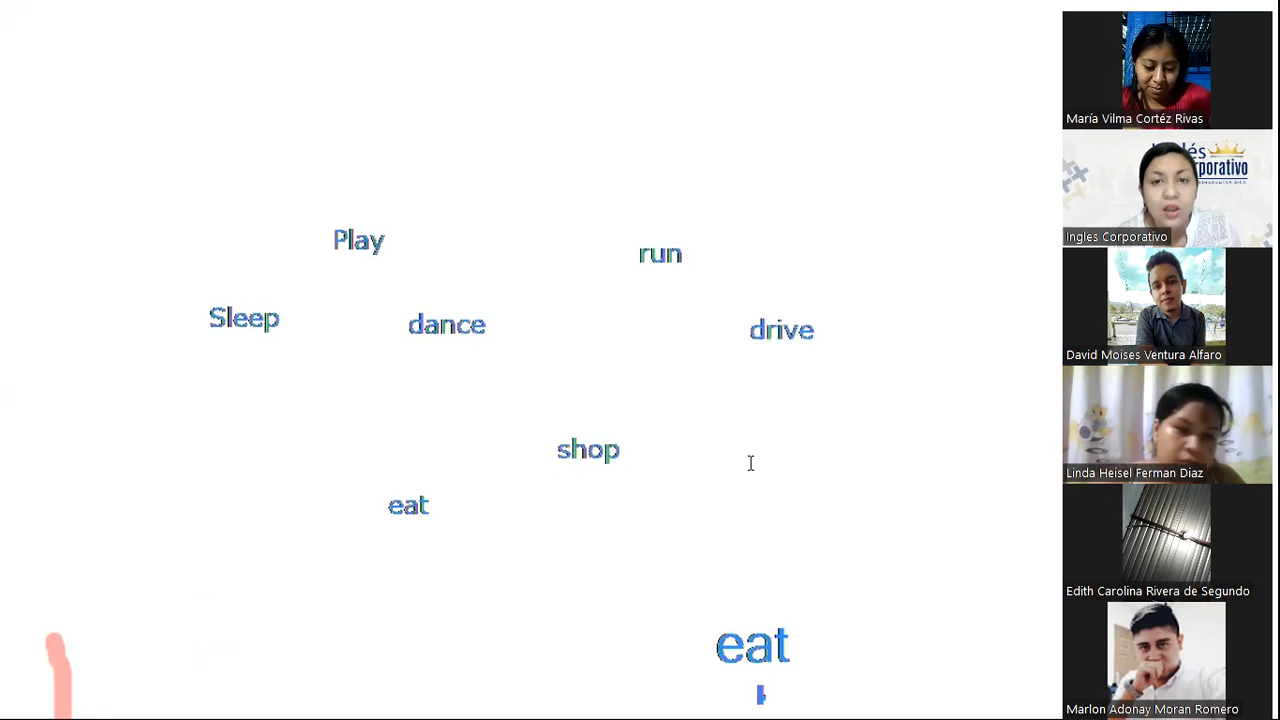 Play
run
Sleep
dance
drive
shop
eat
eat
María Vilma Cortéz Rivas
Ingles Corporativo
David Moises Ventura Alfaro
Linda Heisel Ferman Diaz
Edith Carolina Rivera de Segundo
Marlon Adonay Moran Romero